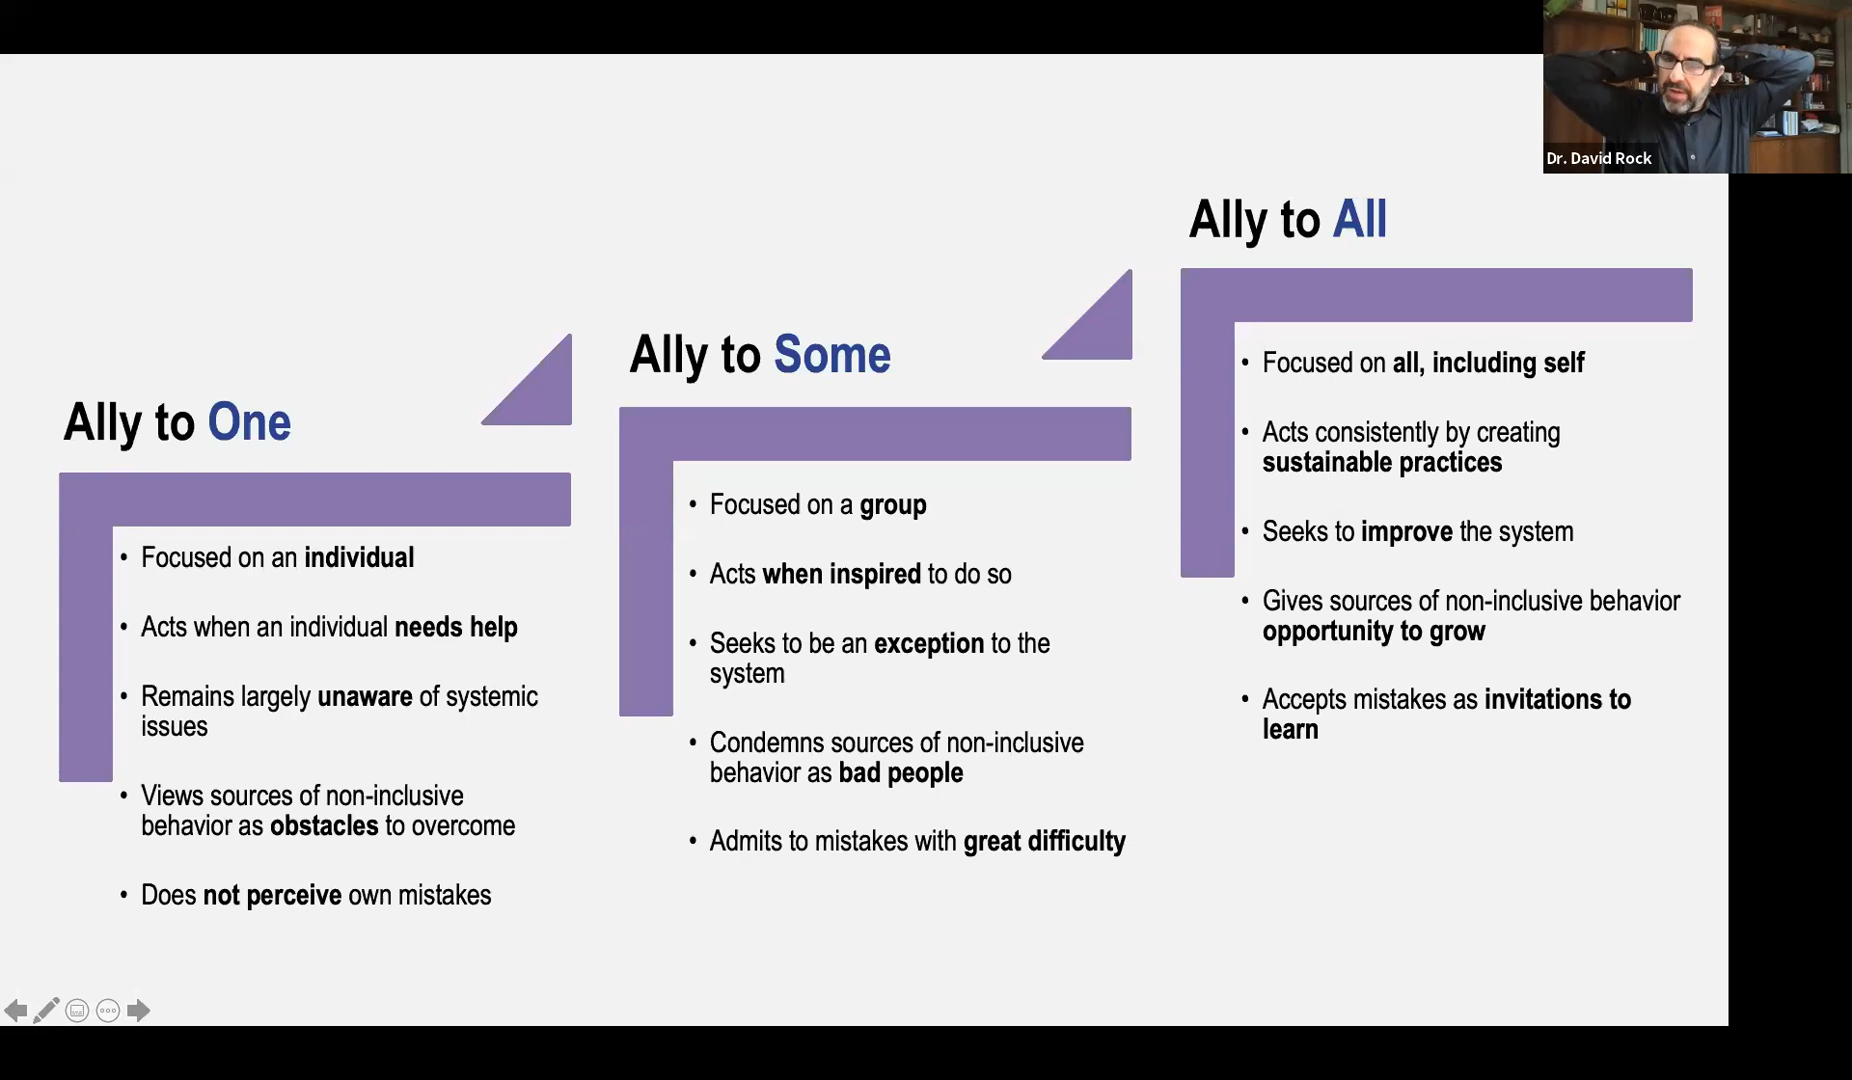 Dr. David Rock
Ally to One
• Focused on an individual
• Acts when an individual needs help
• Remains largely unaware of systemic
issues
• Views sources of non-inclusive
behavior as obstacles to overcome
• Does not perceive own mistakes
Ally to Some
• Focused on a group
• Acts when inspired to do so
• Seeks to be an exception to the
system
• Condemns sources of non-inclusive
behavior as bad people
• Admits to mistakes with great difficulty
Ally to All
• Focused on all, including self
• Acts consistently by creating
sustainable practices
• Seeks to improve the system
• Gives sources of non-inclusive behavior
opportunity to grow
• Accepts mistakes as invitations to
learn